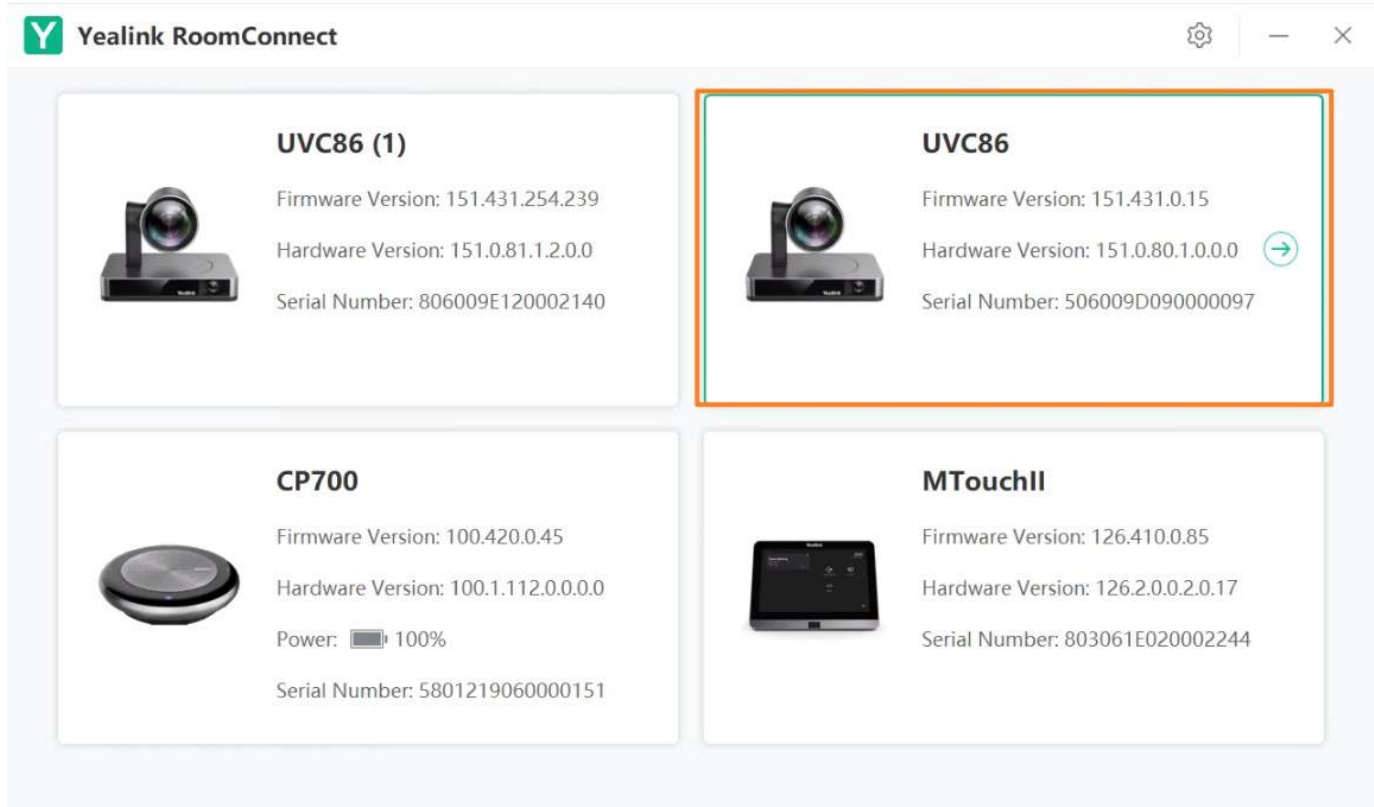 Y Yealink RoomConnect
UVC86 (1)
Firmware Version: 151.431.254.239
Hardware Version: 151.0.81.1.2.0.0
Serial Number: 806009E120002140
UVC86
Firmware Version: 151.431.0.15
Hardware Version: 151.0.80.1.0.0.0
Serial Number: 506009D090000097
CP700
Firmware Version: 100.420.0.45
Hardware Version: 100.1.112.0.0.0.0
Power: 100%
Serial Number: 5801219060000151
MTouchII
Firmware Version: 126.410.0.85
Hardware Version: 126.2.0.0.2.0.17
Serial Number: 803061E020002244